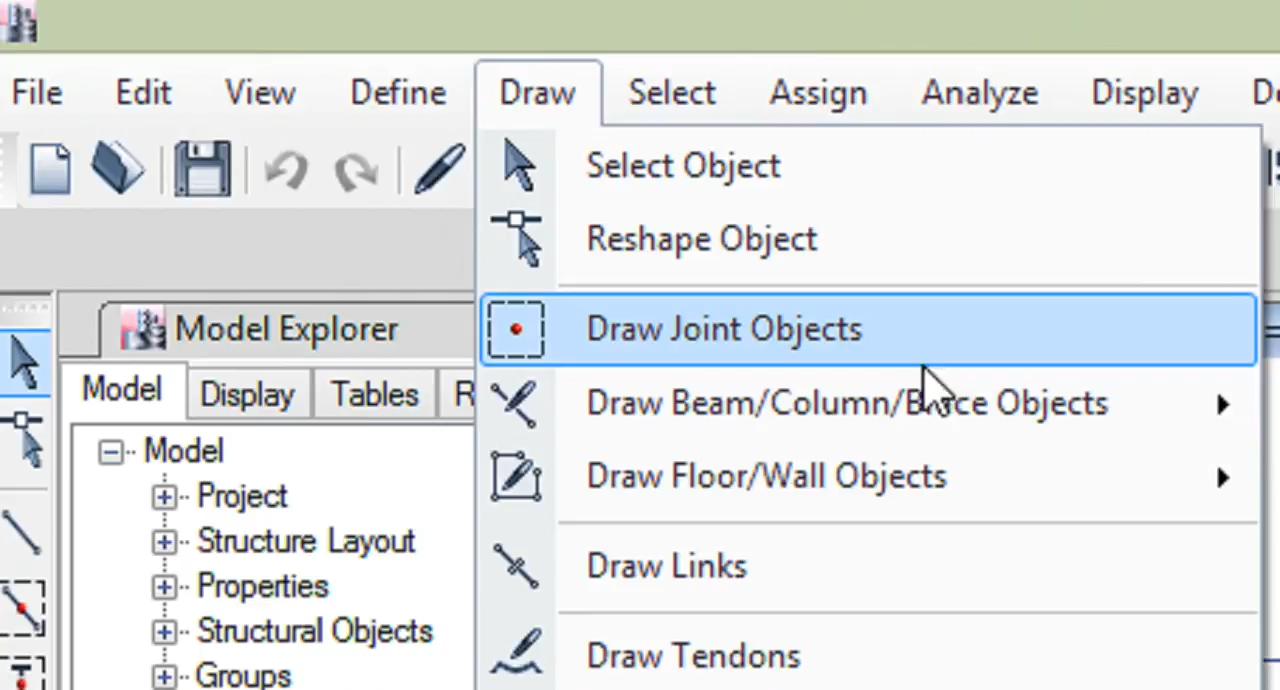 File Edit View Define Draw Select Assign Analyze Display
Select Object
Reshape Object
Draw Joint Objects
Draw Beam/Column/Brace Objects
Draw Floor/Wall Objects
Draw Links
Draw Tendons
Model Explorer
Model Display Tables
Model
Project
Structure Layout
Properties
Structural Objects
Groups